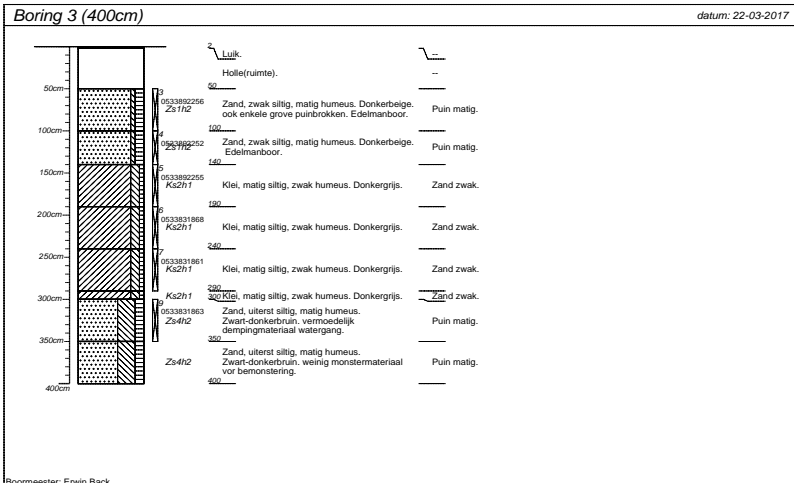 Boring 3 (400cm)
datum: 22-03-2017
2
Luik.
--
Holle(ruimte).
--
50cm
50
3
0533892256
Zs1h2
Zand, zwak siltig, matig humeus. Donkerbeige.
ook enkele grove puinbrokken. Edelmanboor.
Puin matig.
100cm
100
4
0533892252
Zs1h2
Zand, zwak siltig, matig humeus. Donkerbeige.
Edelmanboor.
Puin matig.
140
150cm
5
0533892255
Ks2h1
Klei, matig siltig, zwak humeus. Donkergrijs.
Zand zwak.
190
200cm
6
0533831868
Ks2h1
Klei, matig siltig, zwak humeus. Donkergrijs.
Zand zwak.
240
250cm
7
0533831861
Ks2h1
Klei, matig siltig, zwak humeus. Donkergrijs.
Zand zwak.
290
300cm
Ks2h1
300
Klei, matig siltig, zwak humeus. Donkergrijs.
Zand zwak.
9
0533831863
Zs4h2
Zand, uiterst siltig, matig humeus.
Zwart-donkerbruin. vermoedelijk
dempingmateriaal watergang.
Puin matig.
350cm
350
Zs4h2
Zand, uiterst siltig, matig humeus.
Zwart-donkerbruin. weinig monstermateriaal
vor bemonstering.
Puin matig.
400cm
400
Boormeester: Erwin Back